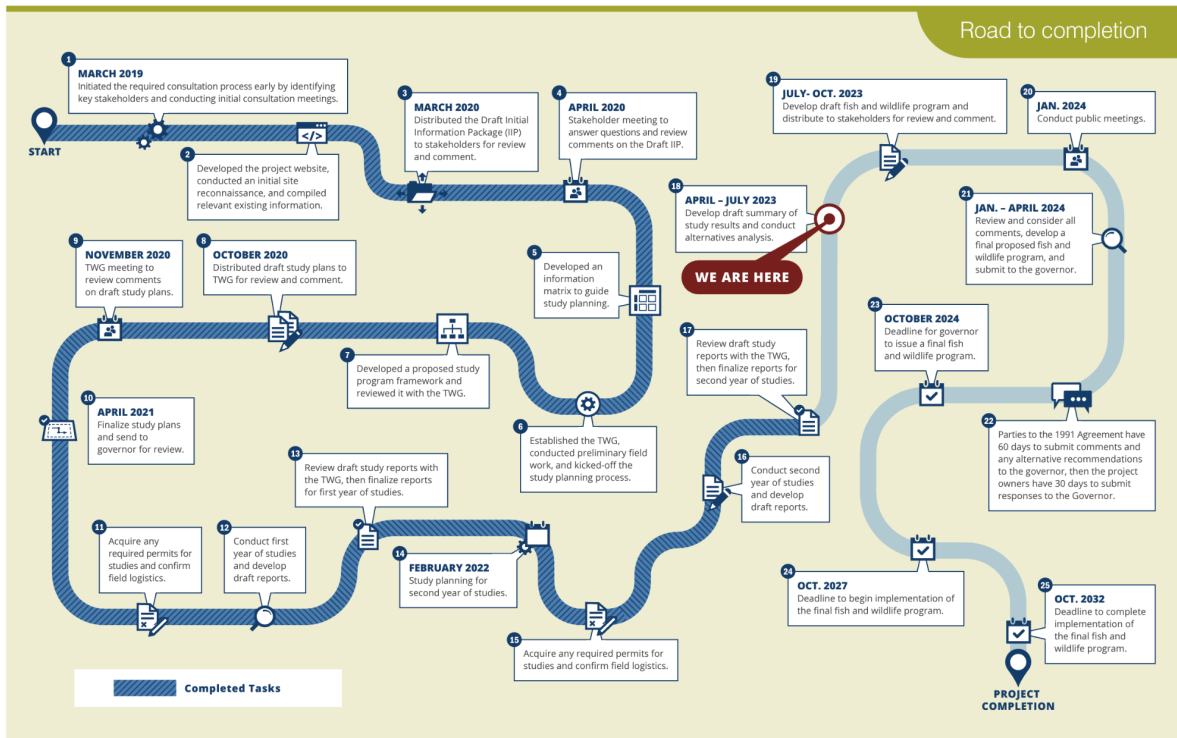 Road to completion
1
MARCH 2019
Initiated the required consultation process early by identifying
key stakeholders and conducting initial consultation meetings.
START
</>
2
Developed the project website,
conducted an initial site
reconnaissance, and compiled
relevant existing information.
3
MARCH 2020
Distributed the Draft Initial
Information Package (IIP)
to stakeholders for review
and comment.
4
APRIL 2020
Stakeholder meeting to
answer questions and review
comments on the Draft IIP.
5
Developed an
information
matrix to guide
study planning.
6
Established the TWG,
conducted preliminary field
work, and kicked-off the
study planning process.
7
Developed a proposed study
program framework and
reviewed it with the TWG.
8
OCTOBER 2020
Distributed draft study plans to
TWG for review and comment.
9
NOVEMBER 2020
TWG meeting to
review comments
on draft study plans.
10
APRIL 2021
Finalize study plans
and send to
governor for review.
11
Acquire any
required permits for
studies and confirm
field logistics.
12
Conduct first
year of studies
and develop
draft reports.
13
Review draft study reports with
the TWG, then finalize reports
for first year of studies.
14
FEBRUARY 2022
Study planning for
second year of studies.
15
Acquire any required permits for
studies and confirm field logistics.
16
Conduct second
year of studies
and develop
draft reports.
17
Review draft study
reports with the TWG,
then finalize reports for
second year of studies.
18
APRIL – JULY 2023
Develop draft summary of
study results and conduct
alternatives analysis.
WE ARE HERE
19
JULY- OCT. 2023
Develop draft fish and wildlife program and
distribute to stakeholders for review and comment.
20
JAN. 2024
Conduct public meetings.
21
JAN. – APRIL 2024
Review and consider all
comments, develop a
final proposed fish and
wildlife program, and
submit to the governor.
22
Parties to the 1991 Agreement have
60 days to submit comments and
any alternative recommendations
to the governor, then the project
owners have 30 days to submit
responses to the Governor.
23
OCTOBER 2024
Deadline for governor
to issue a final fish
and wildlife program.
24
OCT. 2027
Deadline to begin implementation of
the final fish and wildlife program.
25
OCT. 2032
Deadline to complete
implementation of
the final fish and
wildlife program.
PROJECT
COMPLETION
Completed Tasks